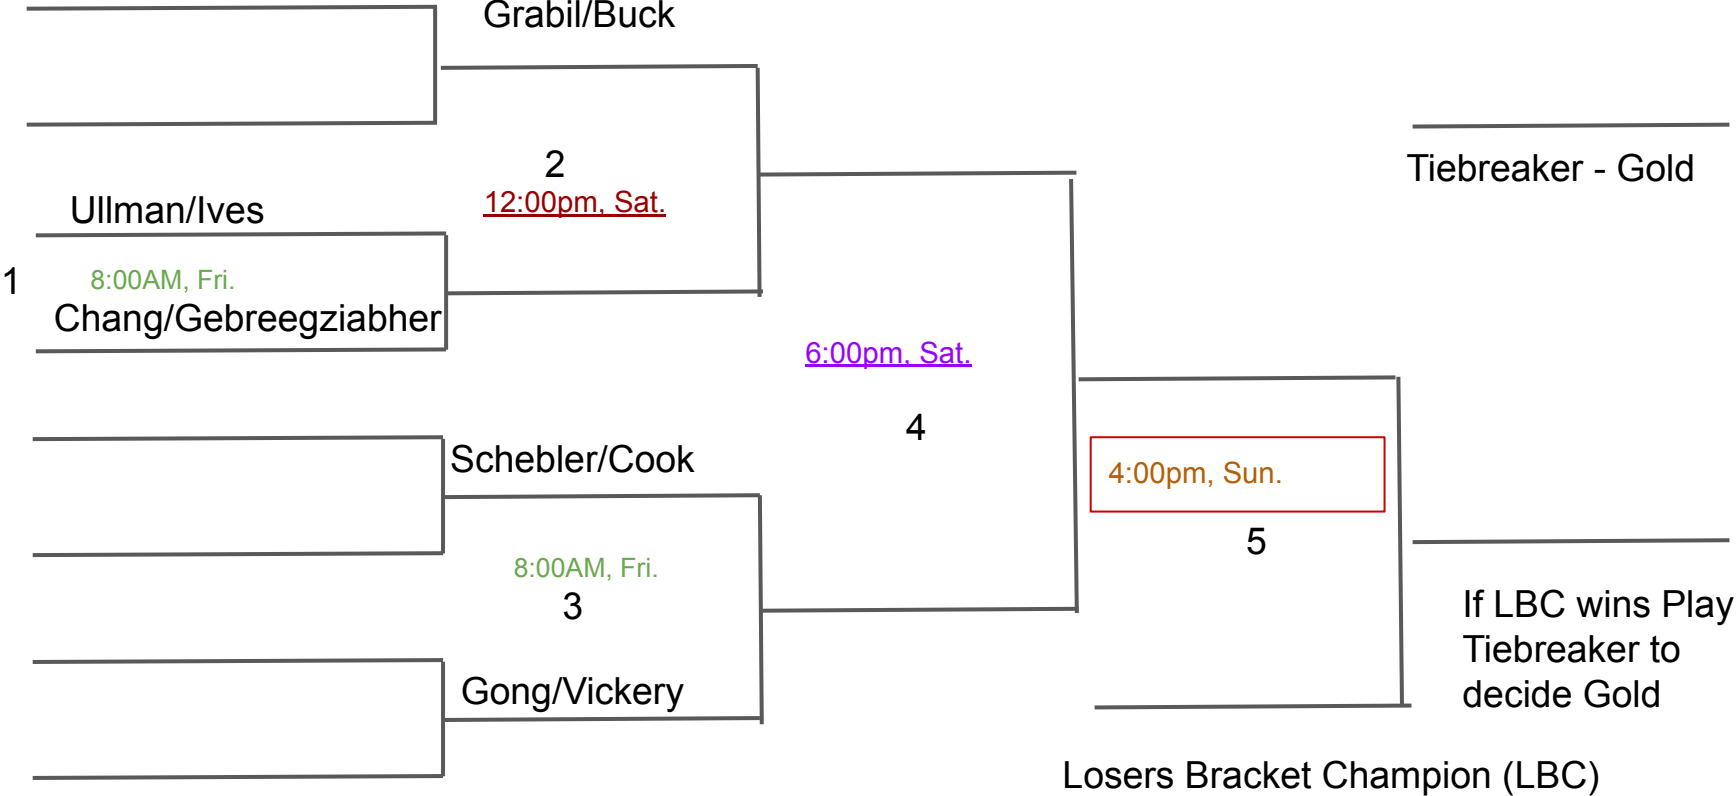 Grabil/Buck
2
12:00pm, Sat.
Tiebreaker - Gold
Ullman/Ives
1
8:00AM, Fri.
Chang/Gebreegziabher
6:00pm, Sat.
4
Schebler/Cook
4:00pm, Sun.
5
8:00AM, Fri.
3
If LBC wins Play
Tiebreaker to
decide Gold
Gong/Vickery
Losers Bracket Champion (LBC)